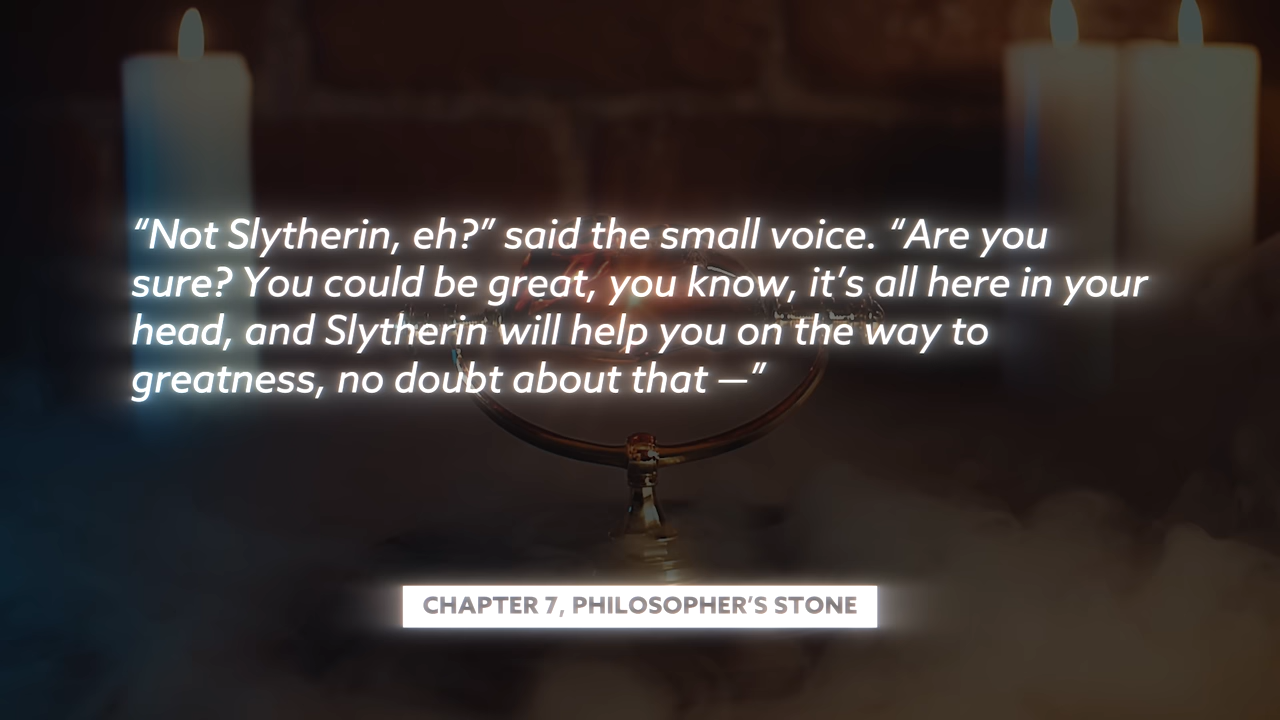 “Not Slytherin, eh?” said the small voice. “Are you
sure? You could be great, you know, it’s all here in your
head, and Slytherin will help you on the way to
greatness, no doubt about that —”
CHAPTER 7, PHILOSOPHER’S STONE